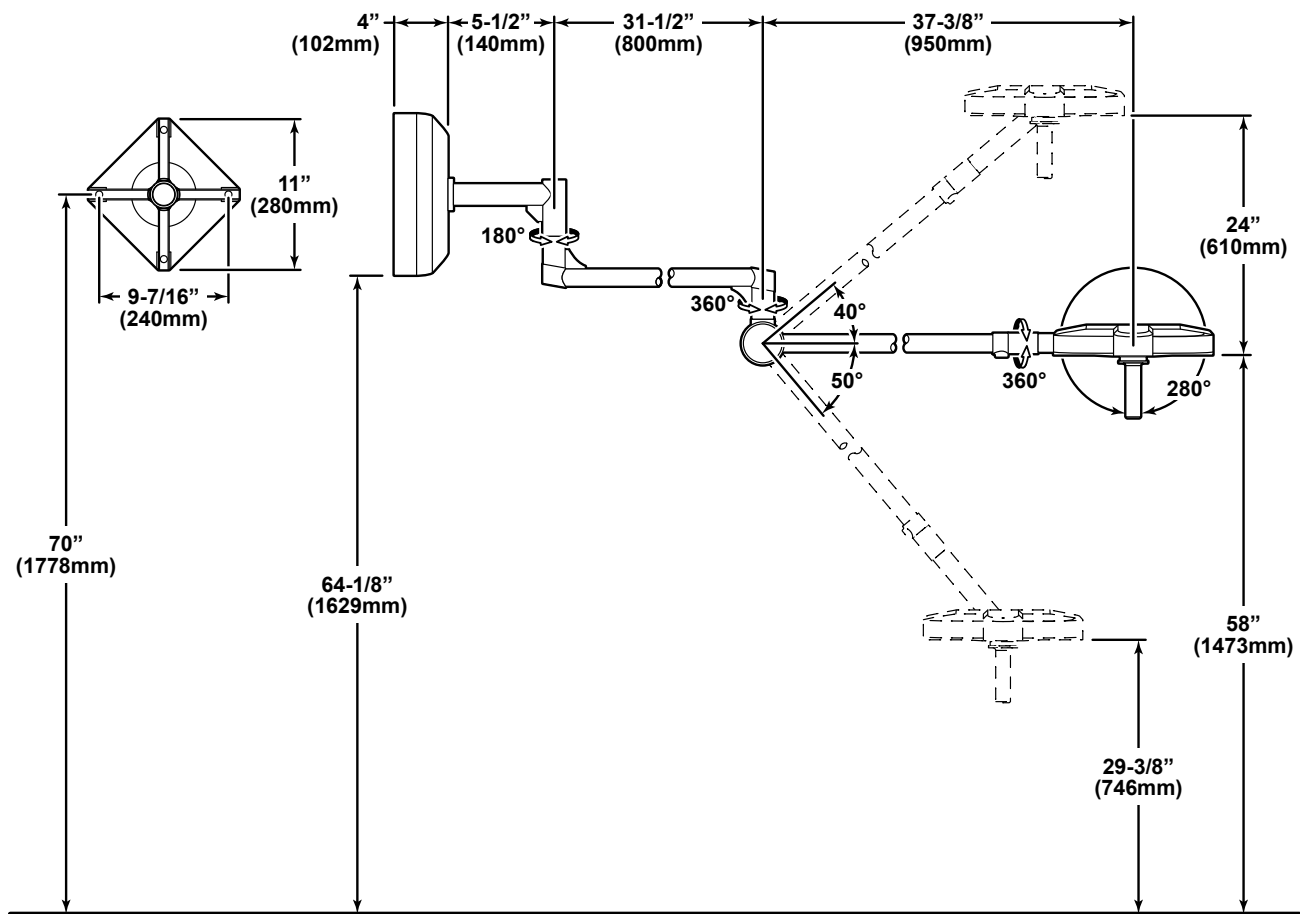 4”
(102mm)
5-1/2”
(140mm)
31-1/2”
(800mm)
37-3/8”
(950mm)
11”
(280mm)
9-7/16”
(240mm)
180°
360°
40°
50°
360°
280°
24”
(610mm)
70”
(1778mm)
64-1/8”
(1629mm)
58”
(1473mm)
29-3/8”
(746mm)